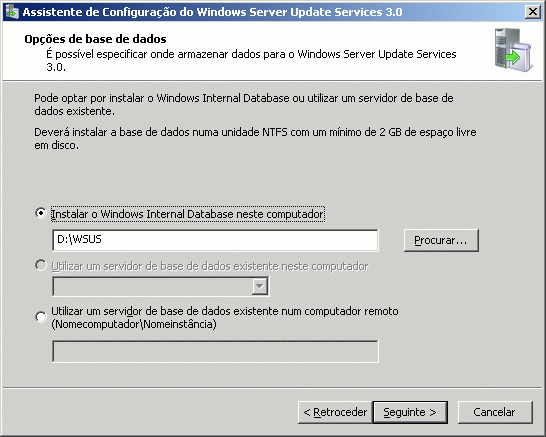 Assistente de Configuração do Windows Server Update Services 3.0
Opções de base de dados
É possível especificar onde armazenar dados para o Windows Server Update Services
3.0.
Pode optar por instalar o Windows Internal Database ou utilizar um servidor de base de
dados existente.
Deverá instalar a base de dados numa unidade NTFS com um mínimo de 2 GB de espaço livre
em disco.
Instalar o Windows Internal Database neste computador
D:\WSUS
Procurar...
Utilizar um servidor de base de dados existente neste computador
Utilizar um servidor de base de dados existente num computador remoto
(Nomecomputador\Nomeinstância)
< Retroceder
Seguinte >
Cancelar